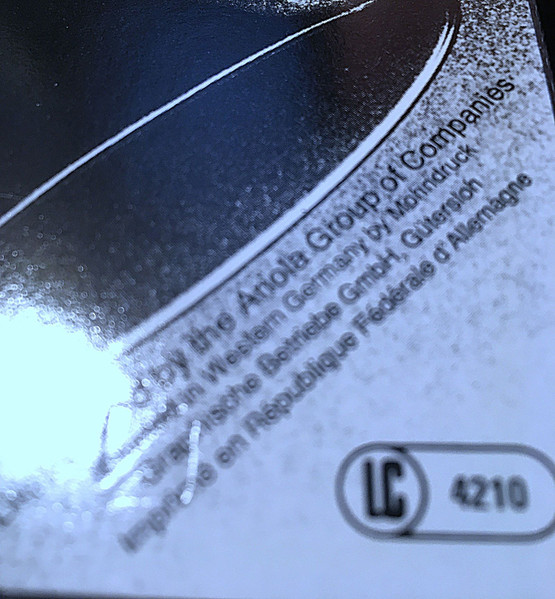 by the Ariola Group of Companies
in Western Germany by Mohndruck
Graphische Betriebe GmbH, Gütersloh
Imprimé en République Fédérale d'Allemagne
LC 4210